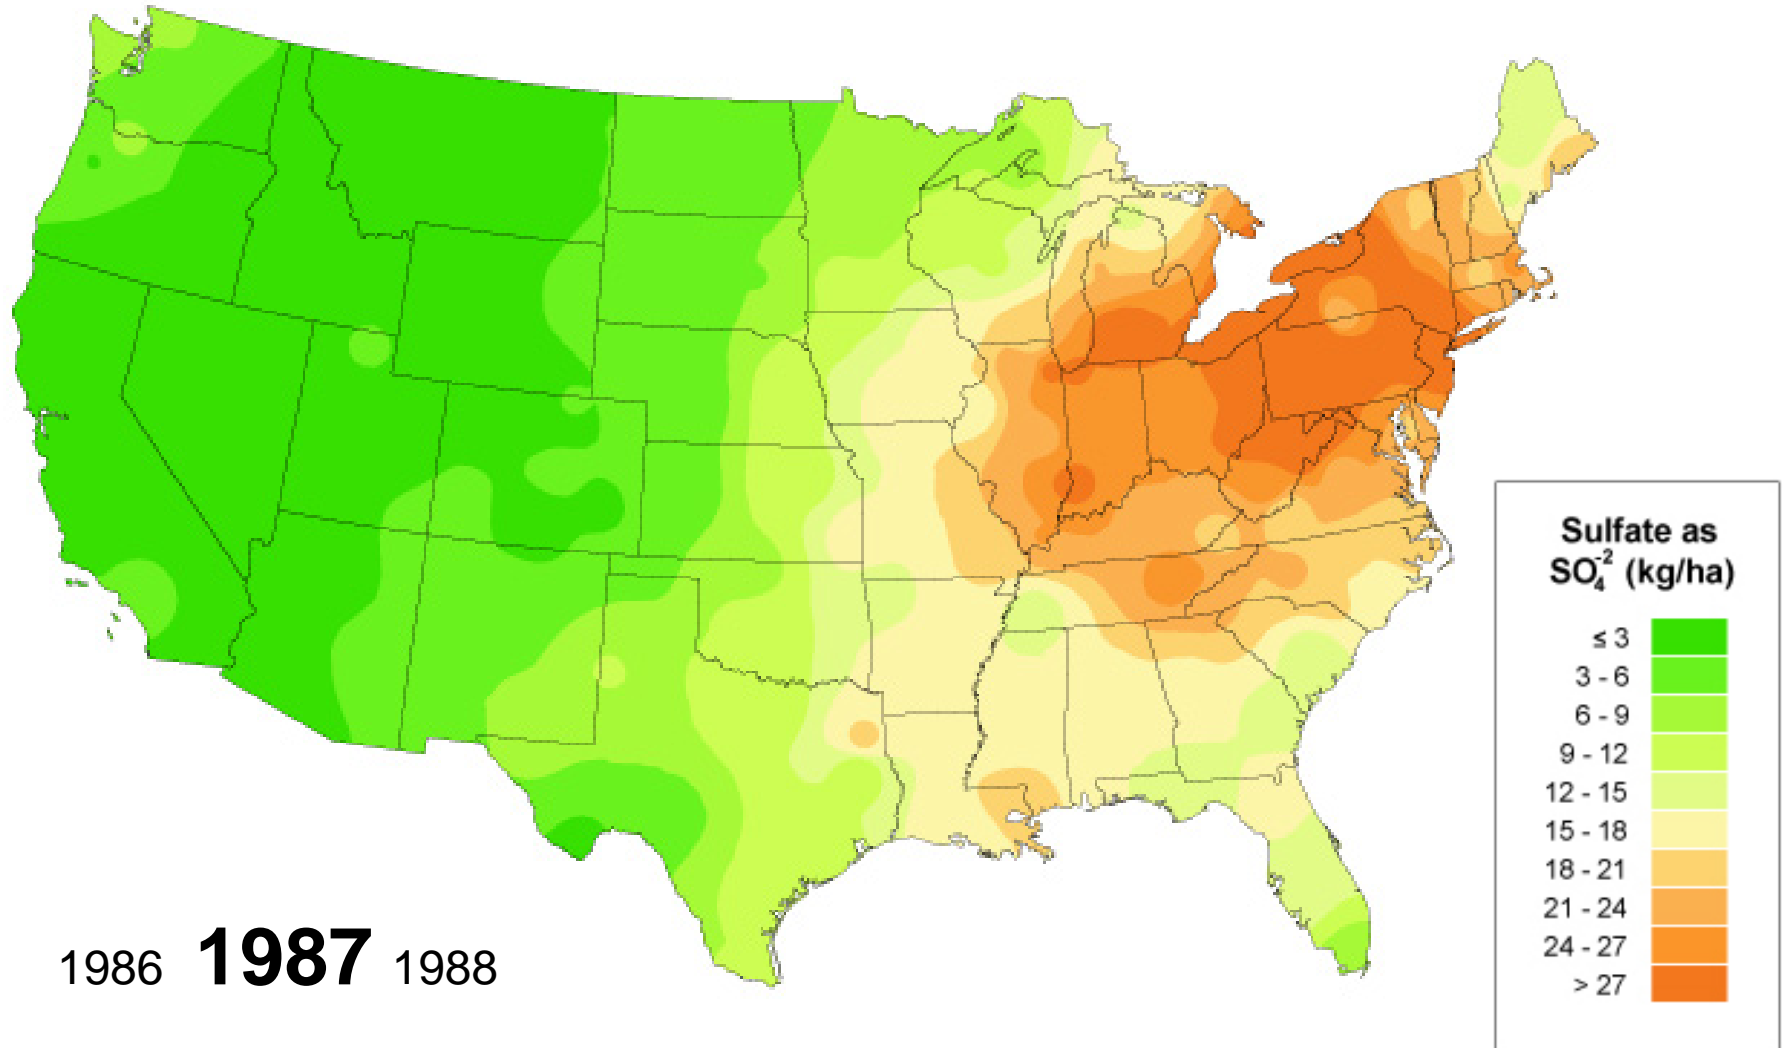 Sulfate as
SO₄⁻² (kg/ha)
≤ 3
3 - 6
6 - 9
9 - 12
12 - 15
15 - 18
18 - 21
21 - 24
24 - 27
> 27
1986 1987 1988